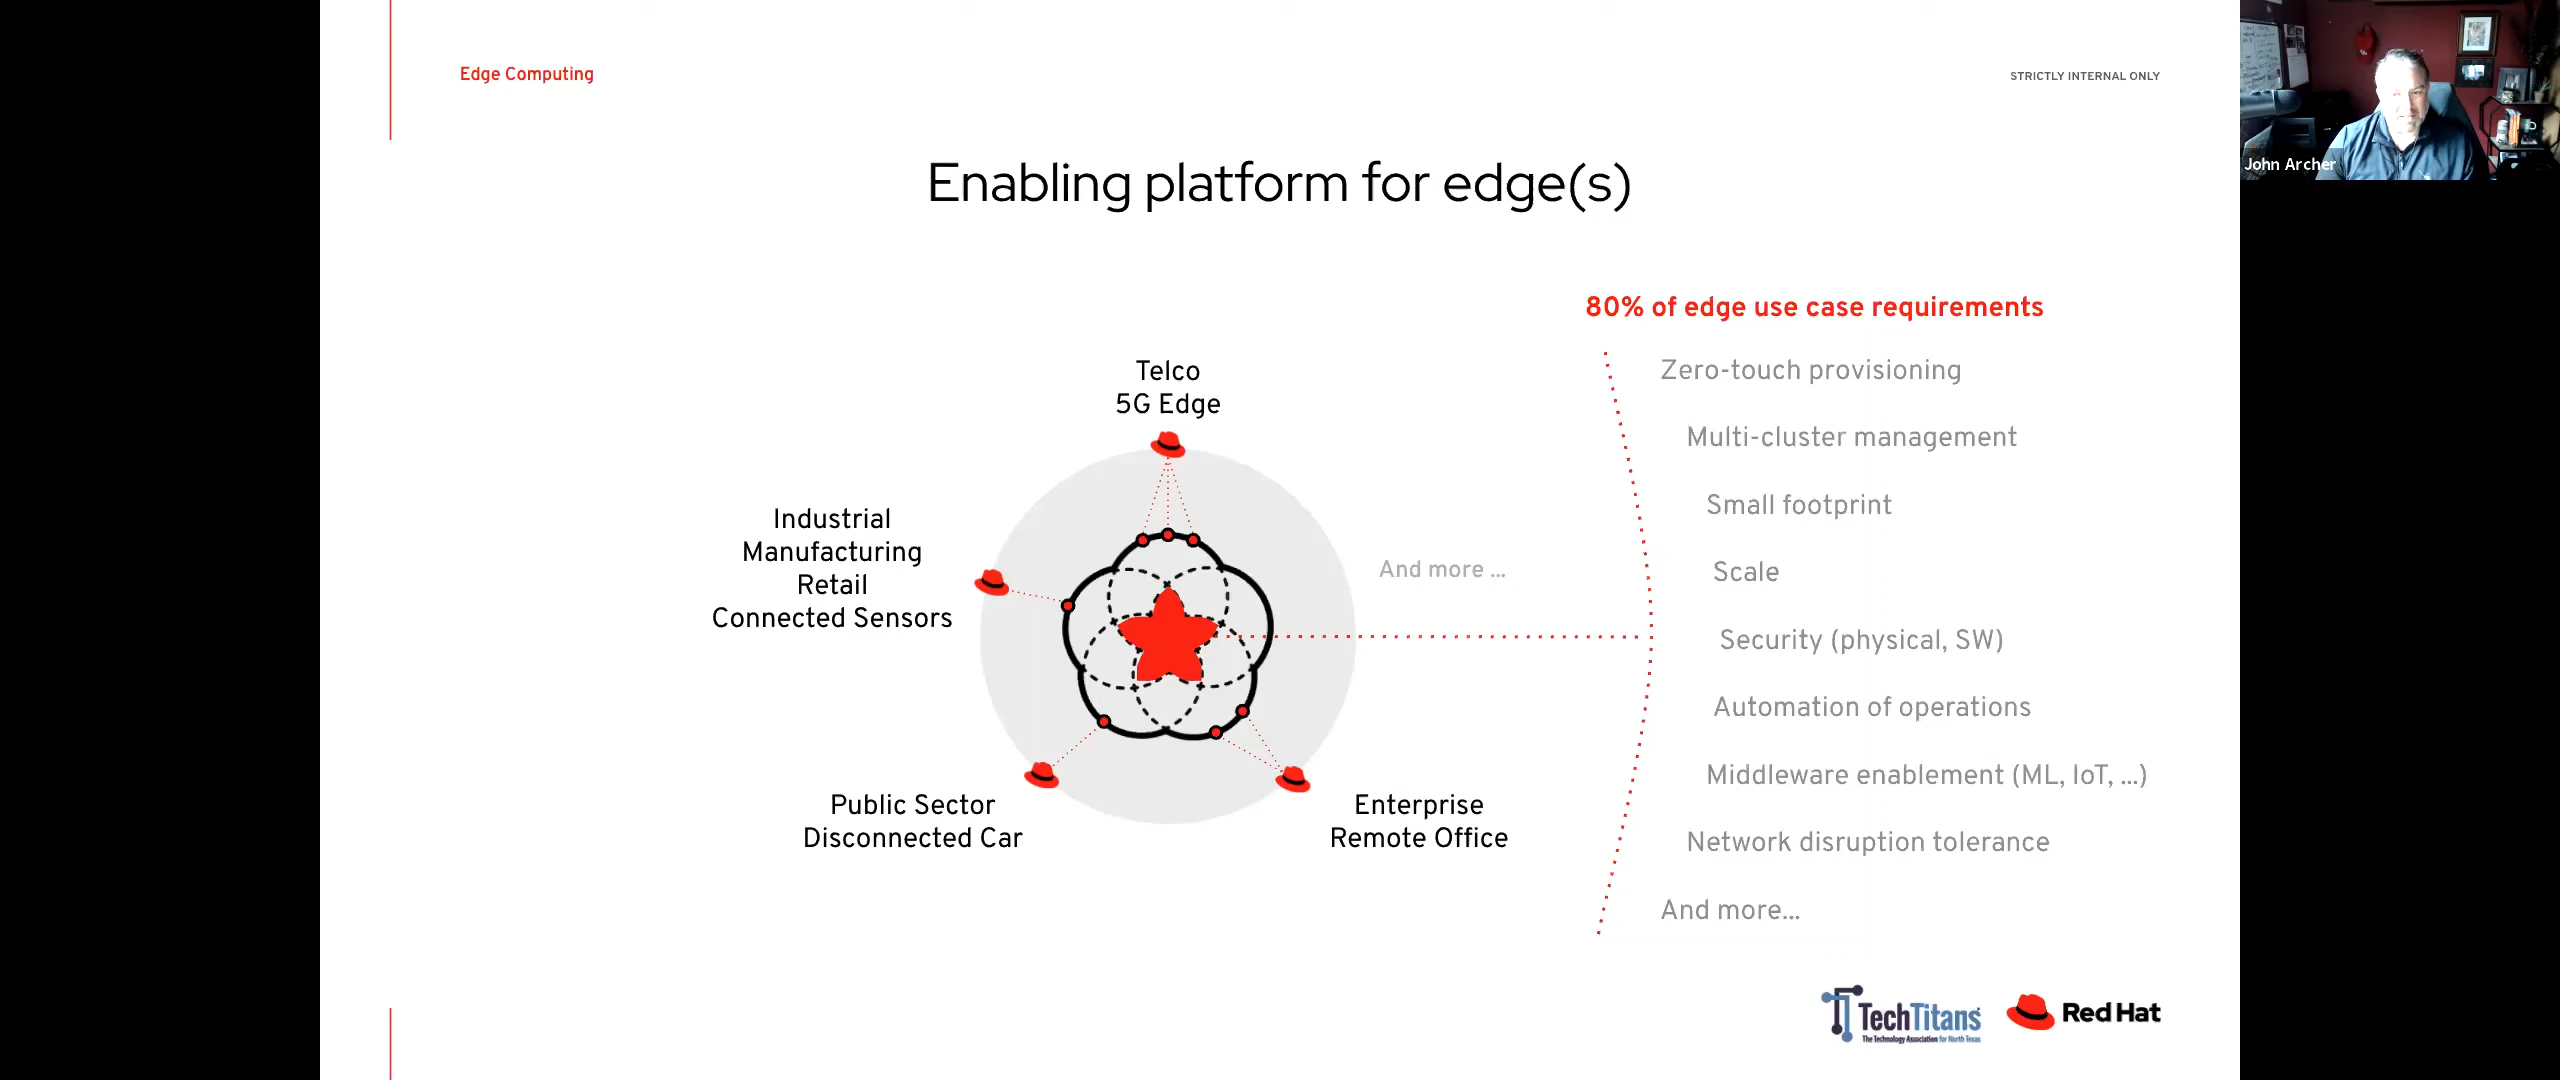 Edge Computing
STRICTLY INTERNAL ONLY
John Archer
Enabling platform for edge(s)
80% of edge use case requirements
Telco
5G Edge
Industrial
Manufacturing
Retail
Connected Sensors
And more ...
Public Sector
Disconnected Car
Enterprise
Remote Office
Zero-touch provisioning
Multi-cluster management
Small footprint
Scale
Security (physical, SW)
Automation of operations
Middleware enablement (ML, IoT, ...)
Network disruption tolerance
And more...
TechTitans
The Technology Association for North Texas
Red Hat